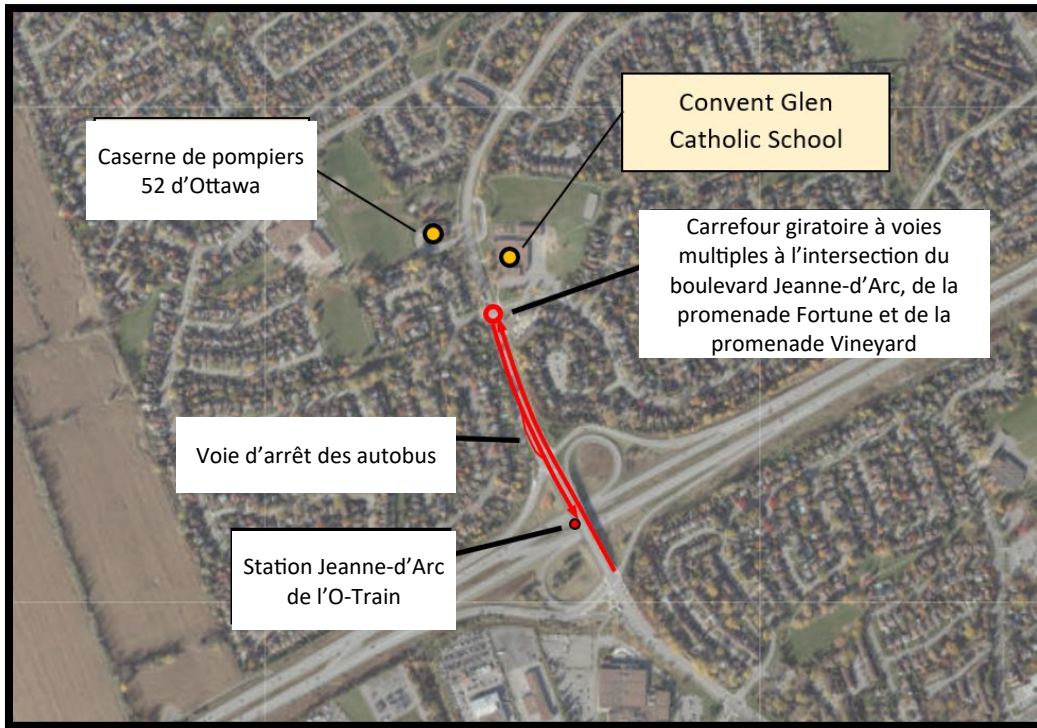 Convent Glen
Catholic School
Caserne de pompiers
52 d’Ottawa
Carrefour giratoire à voies
multiples à l’intersection du
boulevard Jeanne-d’Arc, de la
promenade Fortune et de la
promenade Vineyard
Voie d’arrêt des autobus
Station Jeanne-d’Arc
de l’O-Train